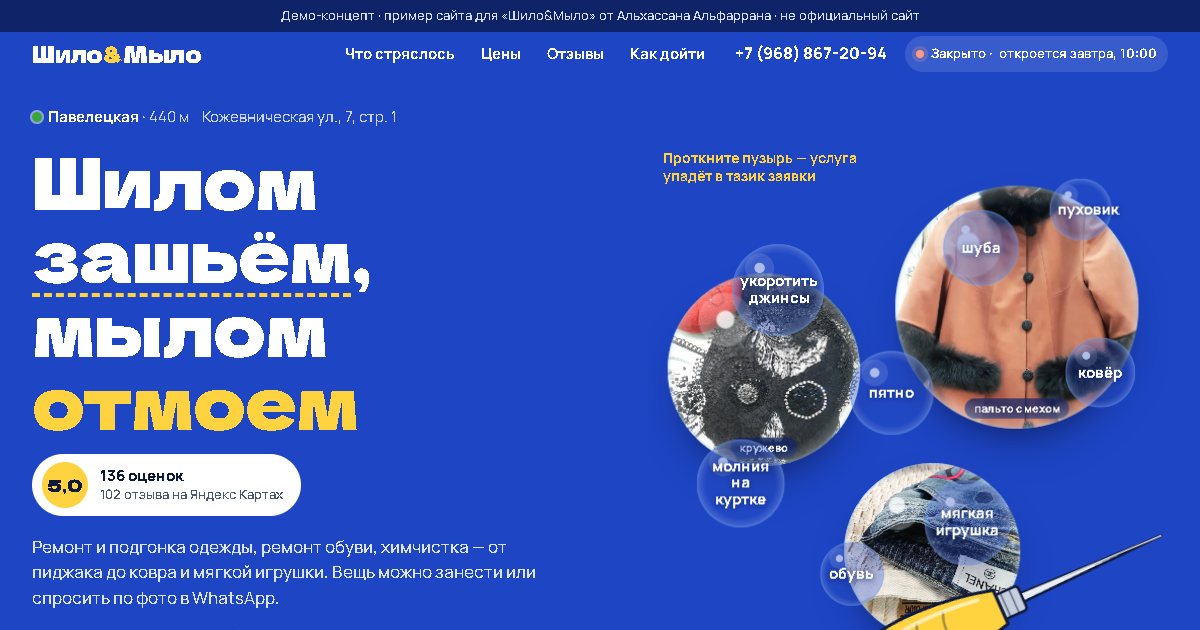 Демо-концепт · пример сайта для «Шило&Мыло» от Альхассана Альфаррана · не официальный сайт
Шило&Мыло
Что стряслось
Цены
Отзывы
Как дойти
+7 (968) 867-20-94
Закрыто · откроется завтра, 10:00
Павелецкая · 440 м Кожевническая ул., 7, стр. 1
Шилом
зашьём,
мылом
отмоем
5,0
136 оценок
102 отзыва на Яндекс Картах
Ремонт и подгонка одежды, ремонт обуви, химчистка — от
пиджака до ковра и мягкой игрушки. Вещь можно занести или
спросить по фото в WhatsApp.
Проткните пузырь — услуга
упадёт в тазик заявки
пуховик
шуба
укоротить
джинсы
ковёр
пятно
пальто с мехом
кружево
молния
на
куртке
мягкая
игрушка
обувь
CHANEL